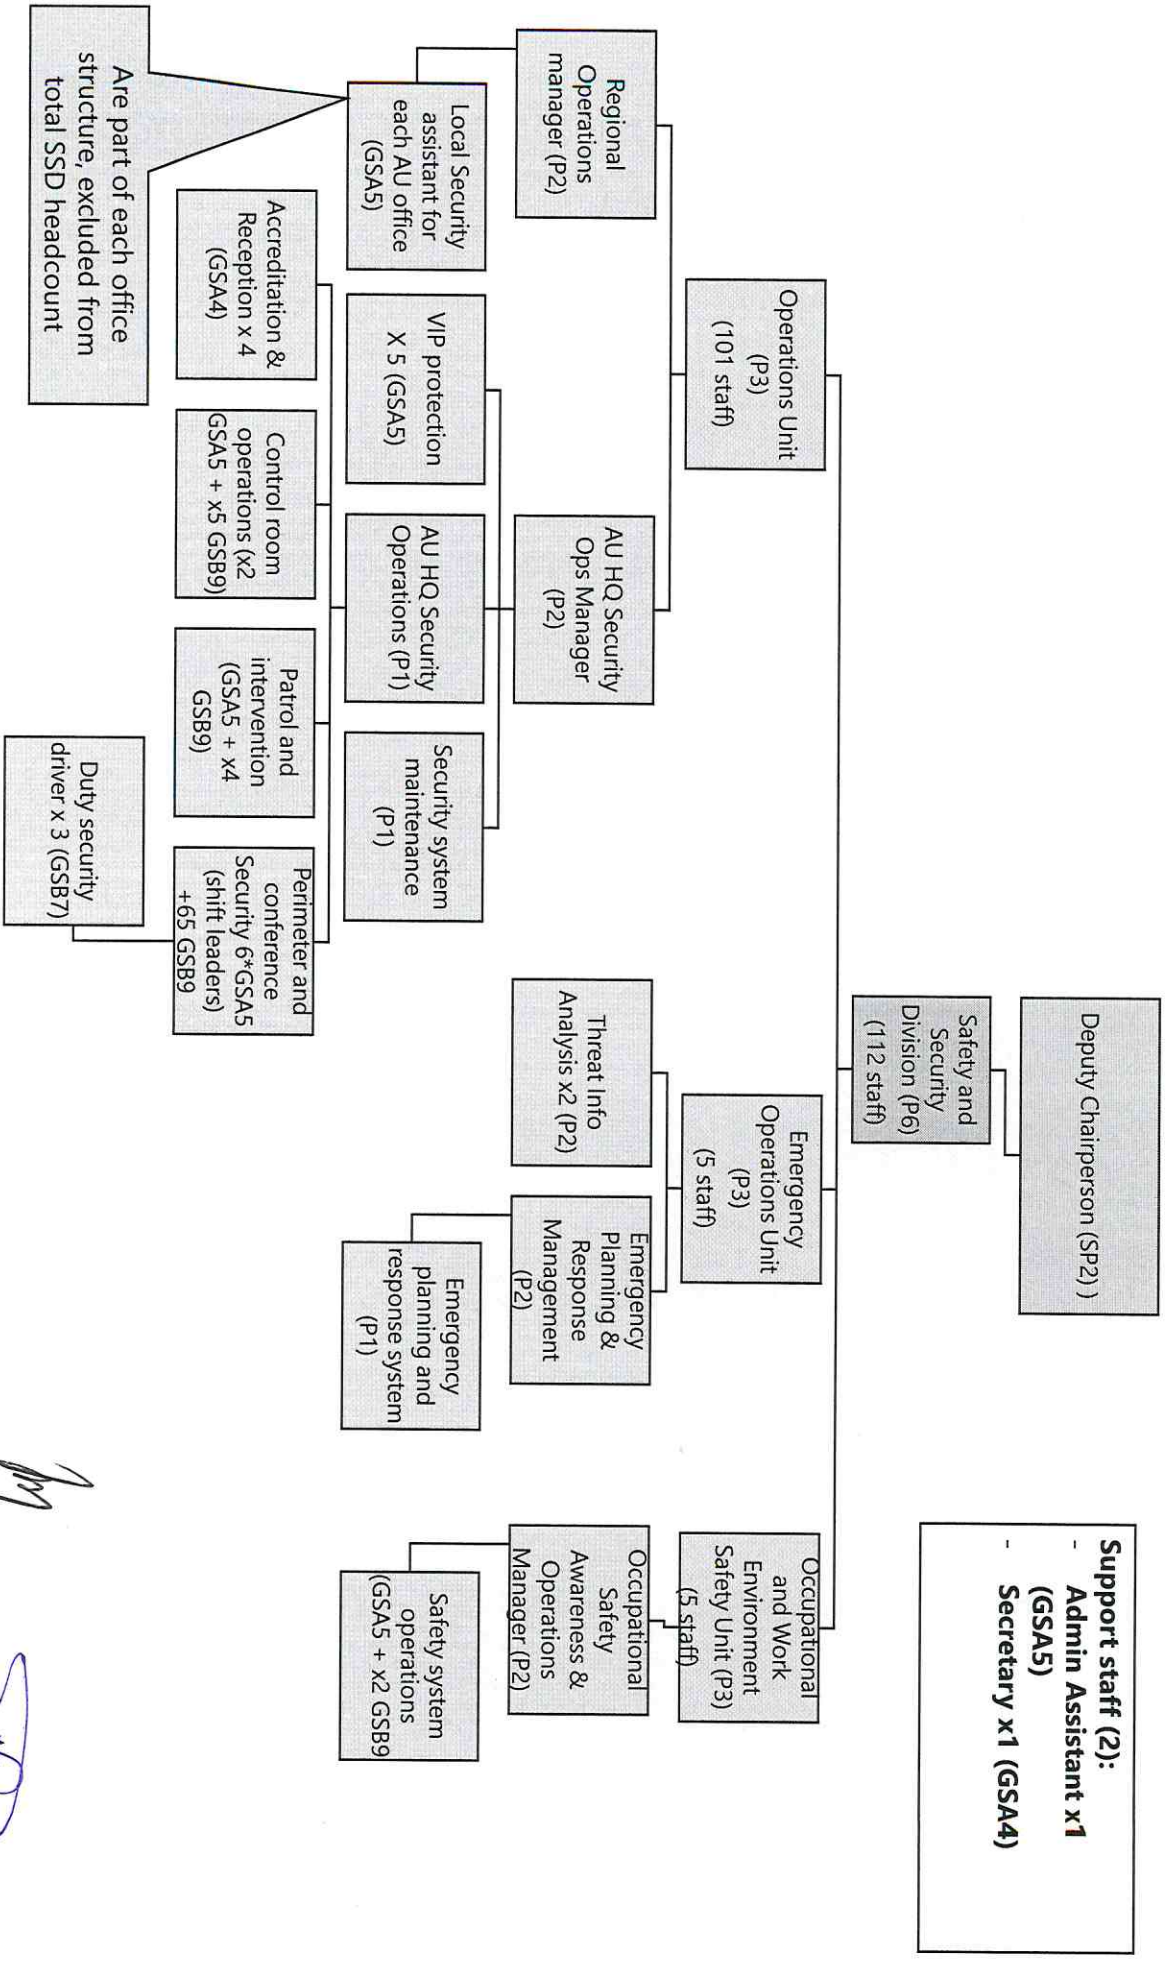 Deputy Chairperson (SP2) )
Support staff (2):
- Admin Assistant x1
(GSA5)
- Secretary x1 (GSA4)
Safety and
Security
Division (P6)
(112 staff)
Operations Unit
(P3)
(101 staff)
Emergency
Operations Unit
(P3)
(5 staff)
Occupational
and Work
Environment
Safety Unit (P3)
(5 staff)
Regional
Operations
manager (P2)
AU HQ Security
Ops Manager
(P2)
Threat Info
Analysis x2 (P2)
Emergency
Planning &
Response
Management
(P2)
Occupational
Safety
Awareness &
Operations
Manager (P2)
Local Security
assistant for
each AU office
(GSA5)
VIP protection
X 5 (GSA5)
AU HQ Security
Operations (P1)
Security system
maintenance
(P1)
Emergency
planning and
response system
(P1)
Safety system
operations
(GSA5 + x2 GSB9
Accreditation &
Reception x 4
(GSA4)
Control room
operations (x2
GSA5 + x5 GSB9)
Patrol and
intervention
(GSA5 + x4
GSB9)
Perimeter and
conference
Security 6*GSA5
(shift leaders)
+65 GSB9
Are part of each office
structure, excluded from
total SSD headcount
Duty security
driver x 3 (GSB7)